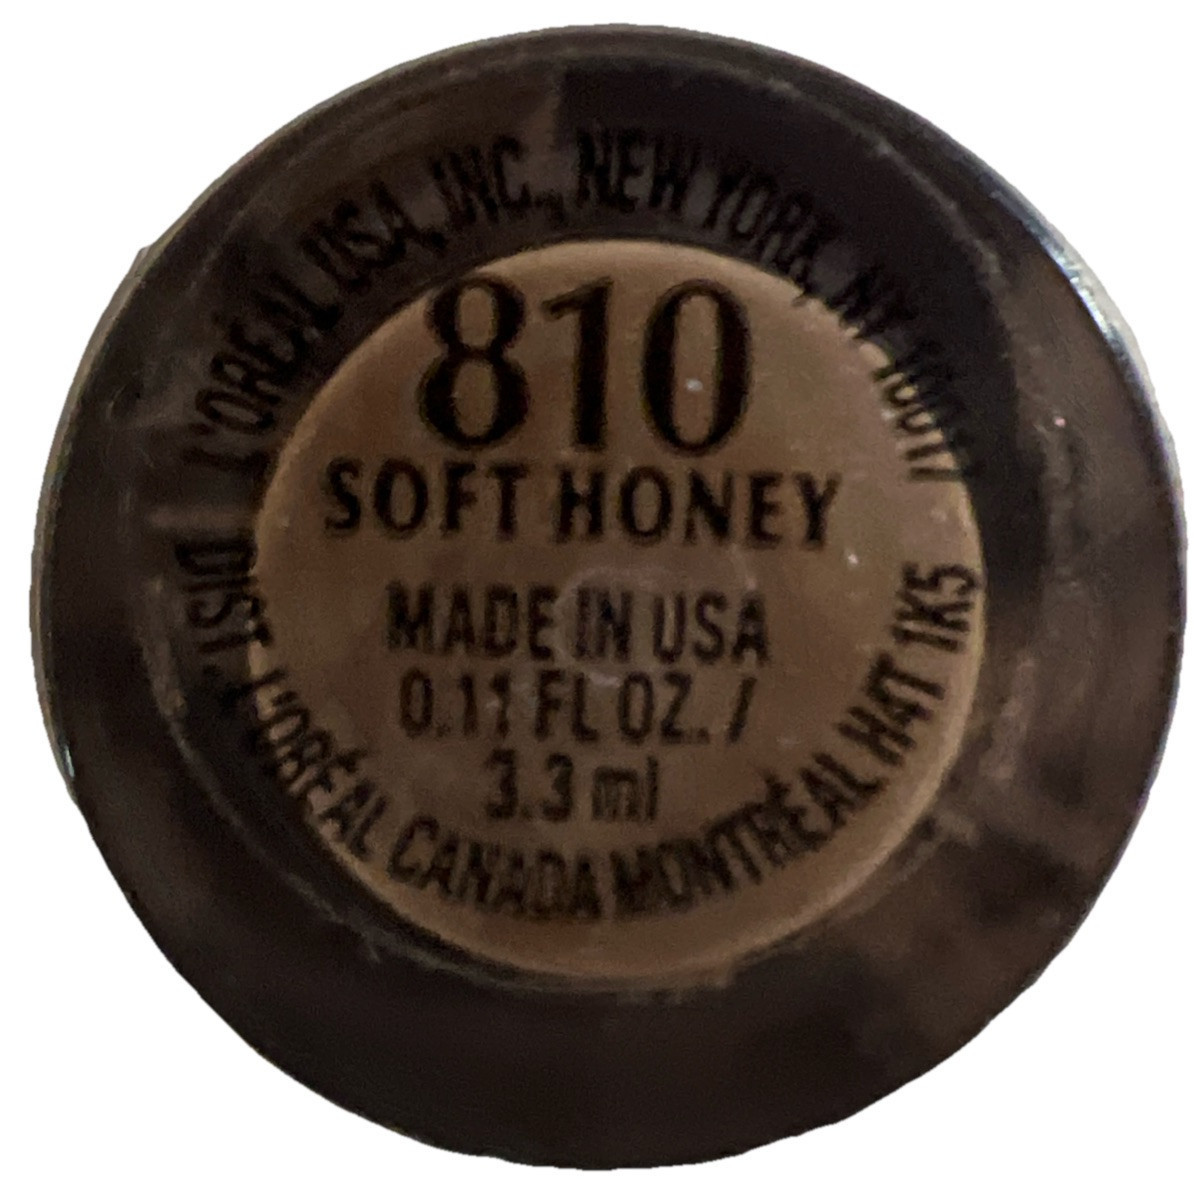 L'ORÉAL USA, INC., NEW YORK, NY 10017
810
SOFT HONEY
MADE IN USA
0.11 FL OZ. /
3.3 ml
DIST. L'ORÉAL CANADA MONTRÉAL H4T 1K5